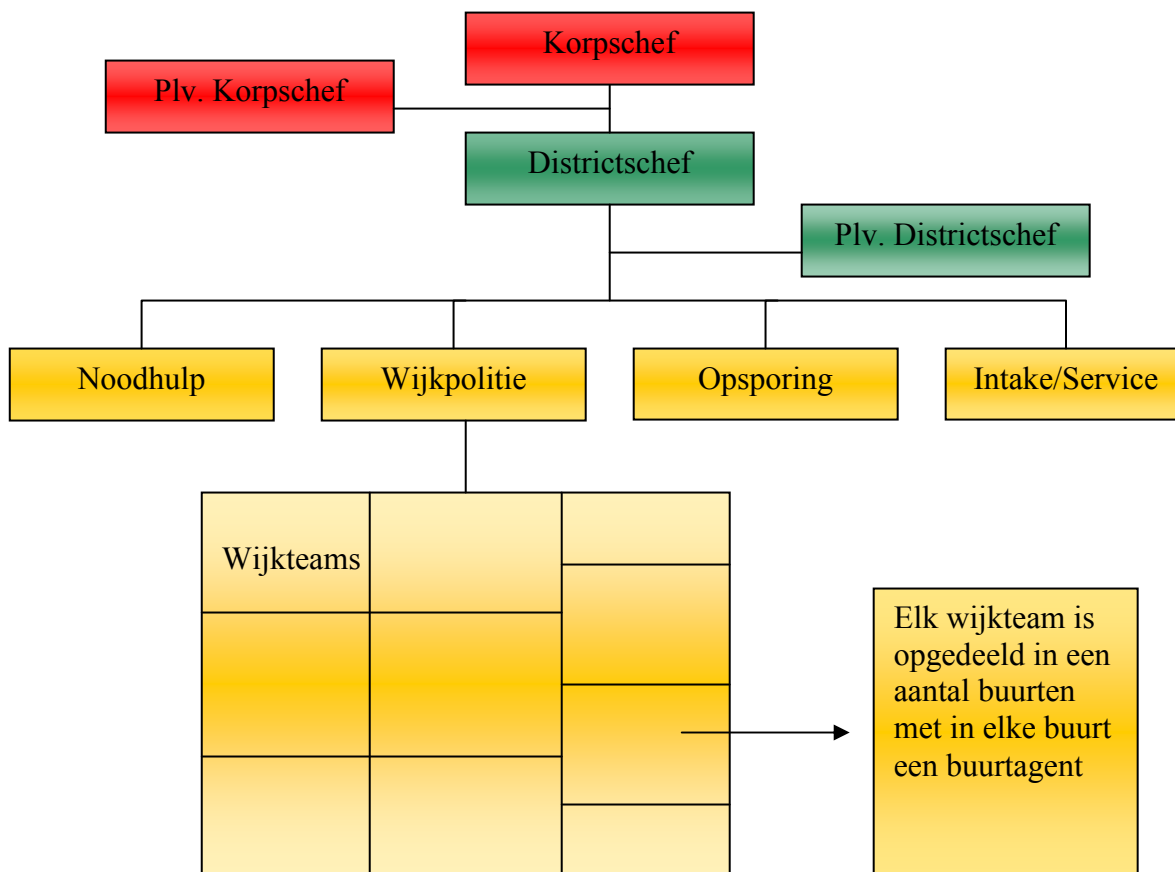 Korpschef
Plv. Korpschef
Districtschef
Plv. Districtschef
Noodhulp
Wijkpolitie
Opsporing
Intake/Service
Wijkteams
Elk wijkteam is
opgedeeld in een
aantal buurten
met in elke buurt
een buurtagent